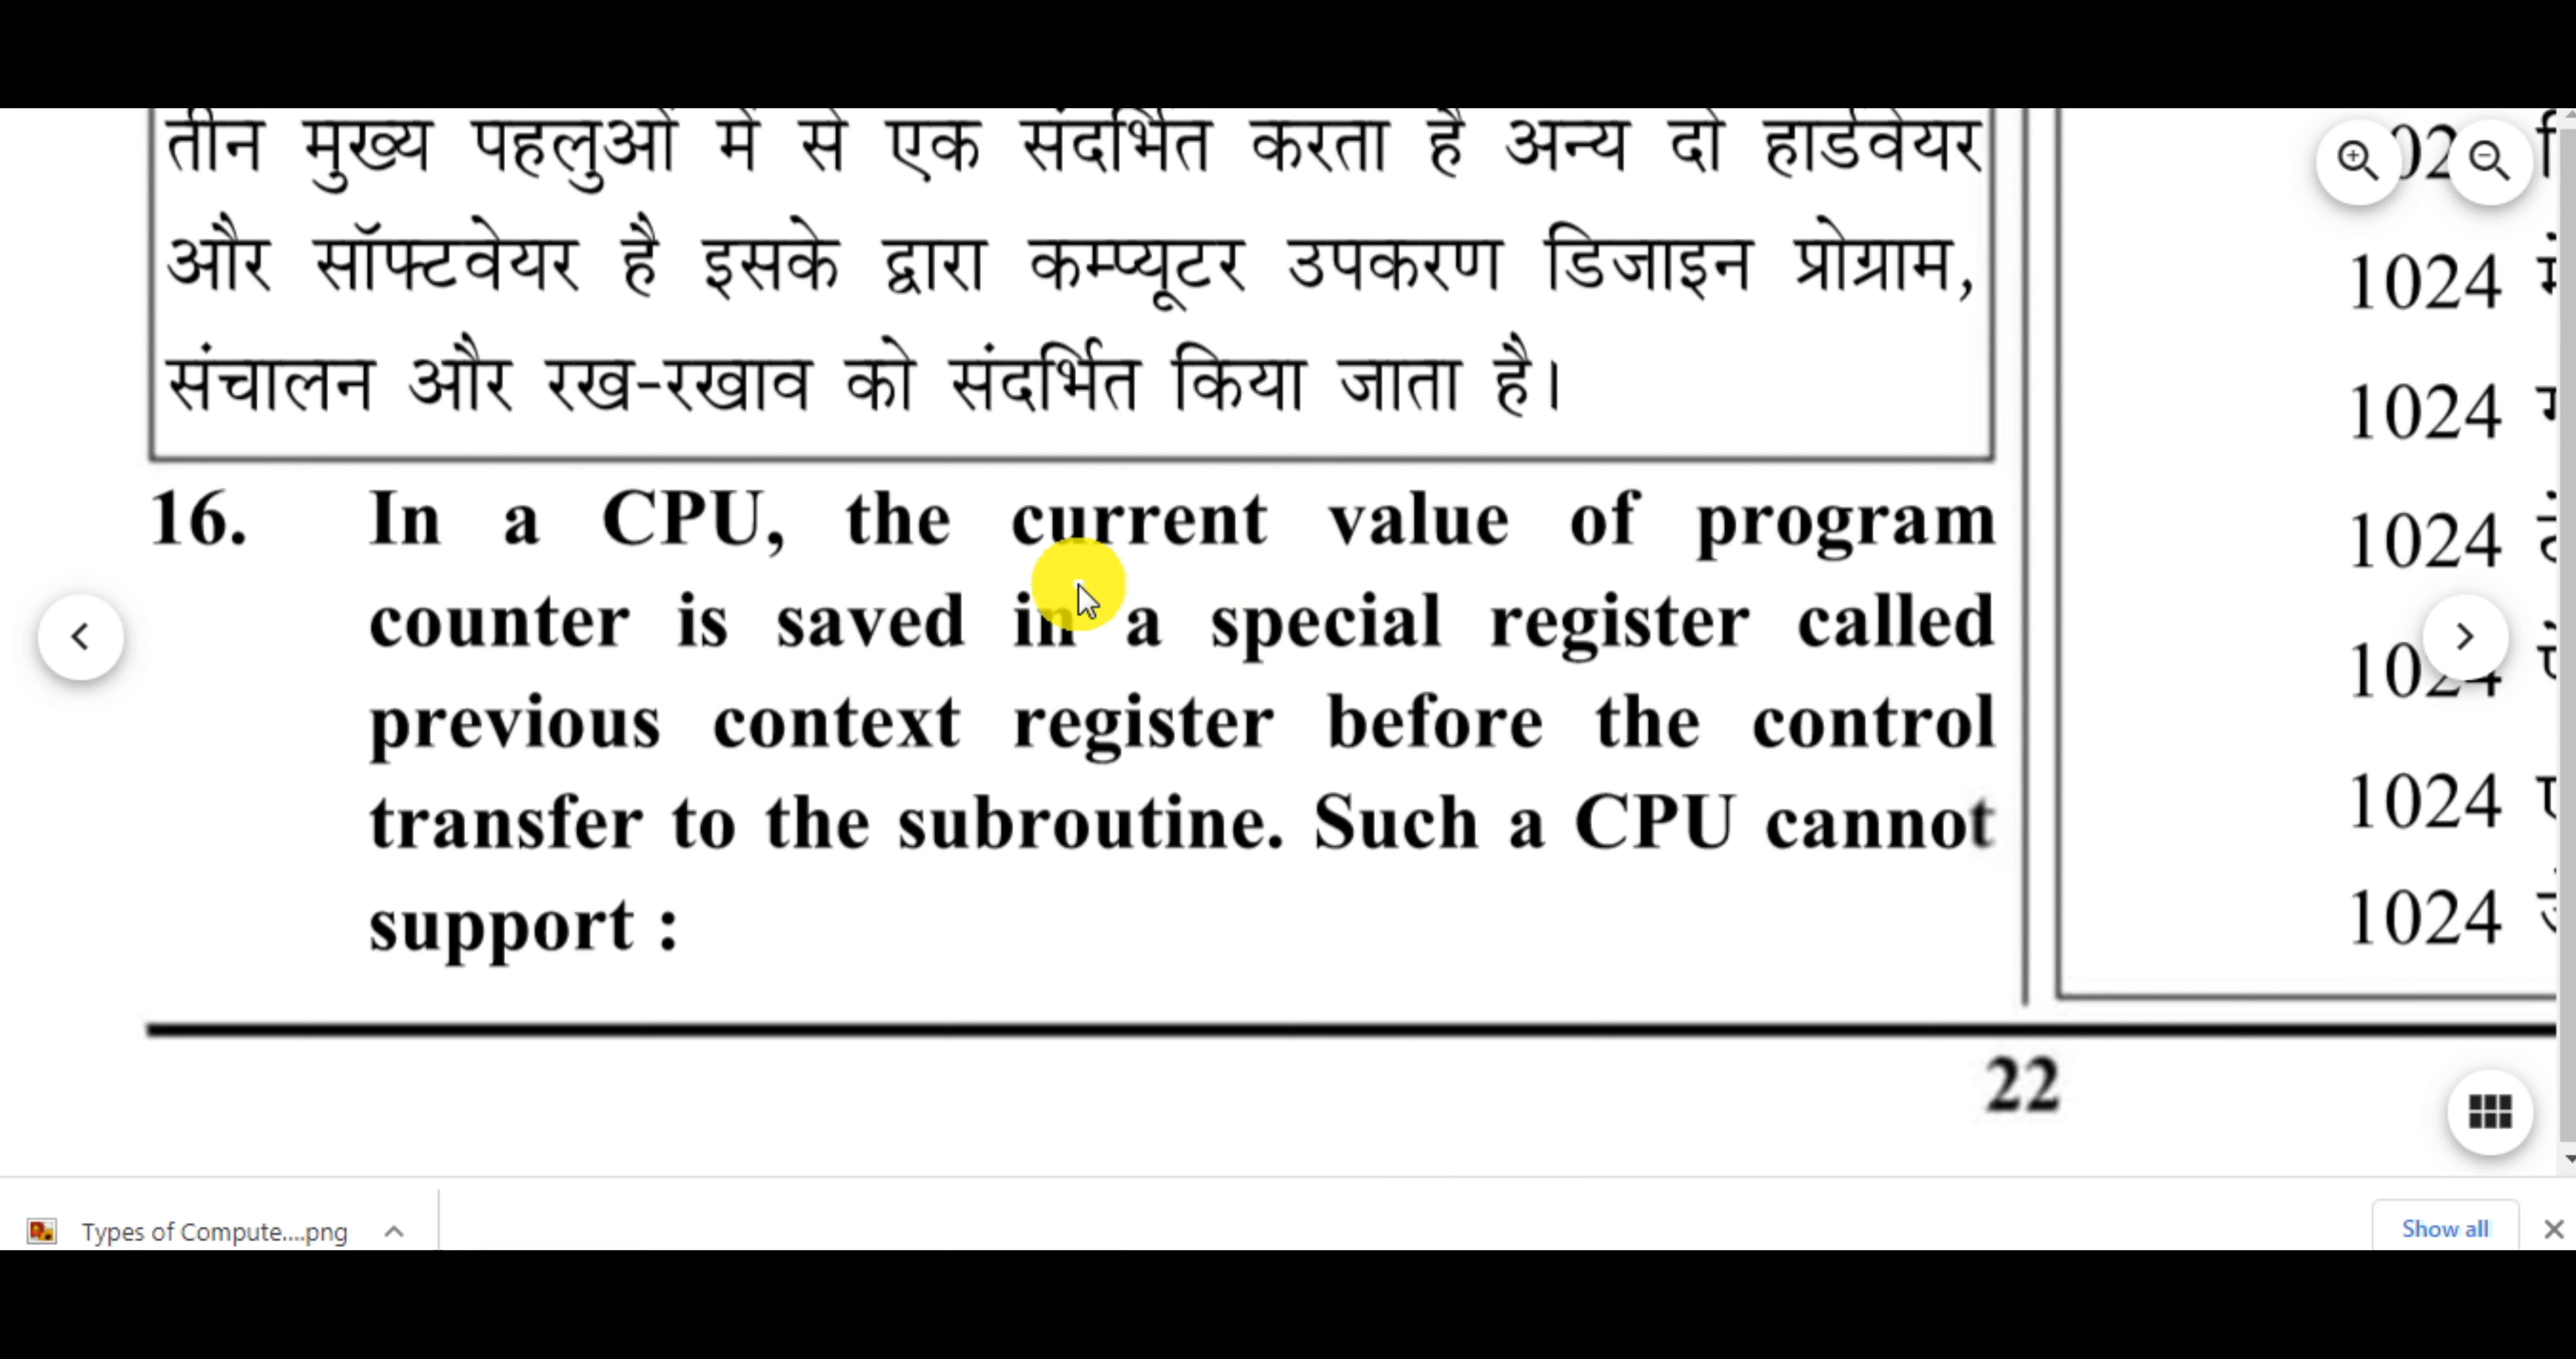 तीन मुख्य पहलुओं में से एक संदर्भित करता है अन्य दो हार्डवेयर
और सॉफ्टवेयर है इसके द्वारा कम्प्यूटर उपकरण डिजाइन प्रोग्राम,
संचालन और रख-रखाव को संदर्भित किया जाता है।
16. In a CPU, the current value of program
counter is saved in a special register called
previous context register before the control
transfer to the subroutine. Such a CPU cannot
support :
1024
1024
1024
1024
1024
1024
22
Types of Compute....png
Show all